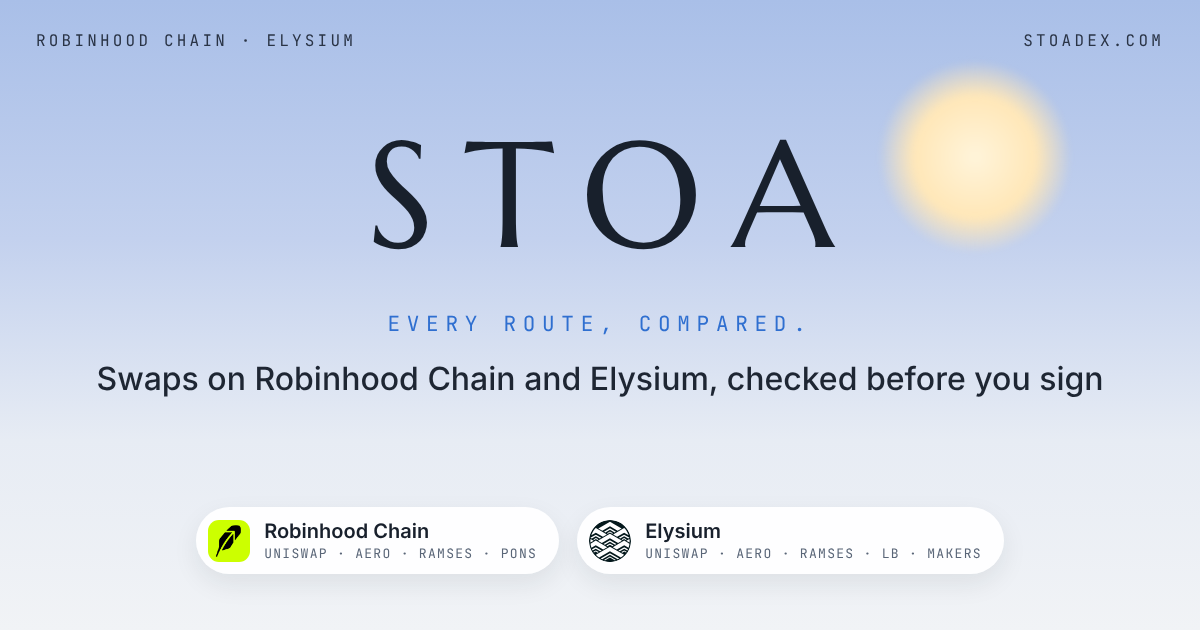 ROBINHOOD CHAIN · ELYSIUM
STOADEX.COM
STOA
EVERY ROUTE, COMPARED.
Swaps on Robinhood Chain and Elysium, checked before you sign
Robinhood Chain
UNISWAP · AERO · RAMSES · PONS
Elysium
UNISWAP · AERO · RAMSES · LB · MAKERS